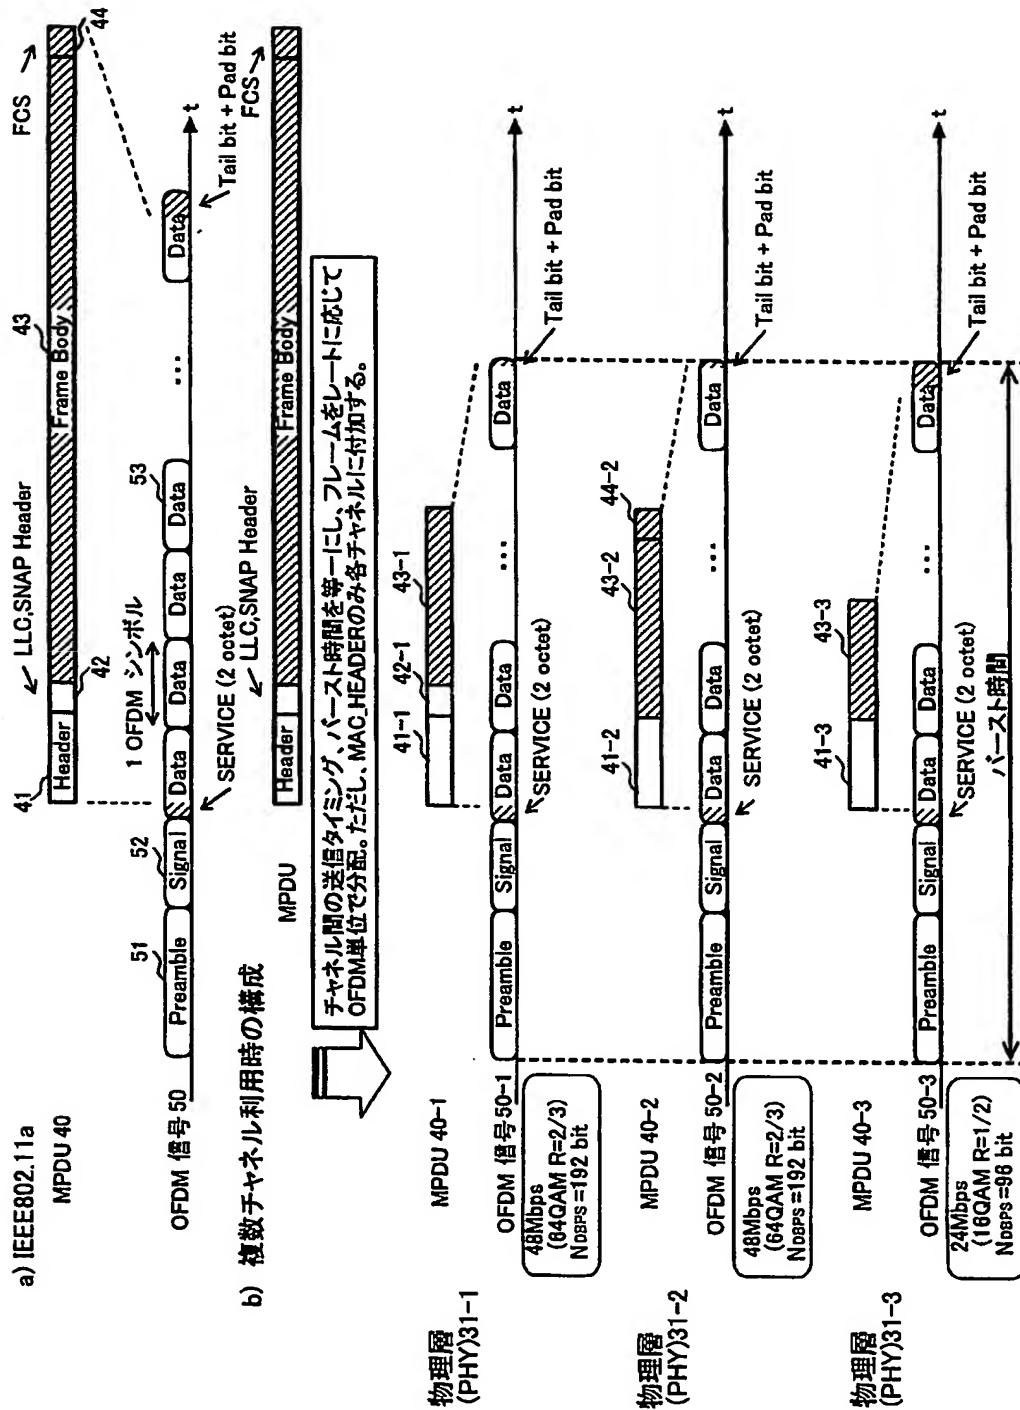 a) IEEE802.11a
MPDU 40
41
Header
LLC,SNAP Header
42
43
Frame Body
FCS
44
1 OFDM シンボル
OFDM 信号 50
51
Preamble
52
Signal
Data
Data
Data
53
Data
...
Data
t
SERVICE (2 octet)
Tail bit + Pad bit
b) 複数チャネル利用時の構成
MPDU
Header
LLC,SNAP Header
Frame Body
FCS
チャネル間の送信タイミング、バースト時間を等一にし、フレームをレートに応じて
OFDM単位で分配。ただし、MAC,HEADERのみ各チャネルに付加する。
物理層
(PHY)31-1
MPDU 40-1
41-1
42-1
43-1
OFDM 信号50-1
Preamble
Signal
Data
Data
...
Data
t
48Mbps
(64QAM R=2/3)
NDBPS =192 bit
SERVICE (2 octet)
Tail bit + Pad bit
物理層
(PHY)31-2
MPDU 40-2
41-2
43-2
44-2
OFDM 信号50-2
Preamble
Signal
Data
Data
...
Data
t
48Mbps
(64QAM R=2/3)
NDBPS =192 bit
SERVICE (2 octet)
Tail bit + Pad bit
物理層
(PHY)31-3
MPDU 40-3
41-3
43-3
OFDM 信号50-3
Preamble
Signal
Data
Data
...
Data
t
24Mbps
(16QAM R=1/2)
NDBPS =96 bit
SERVICE (2 octet)
Tail bit + Pad bit
バースト時間